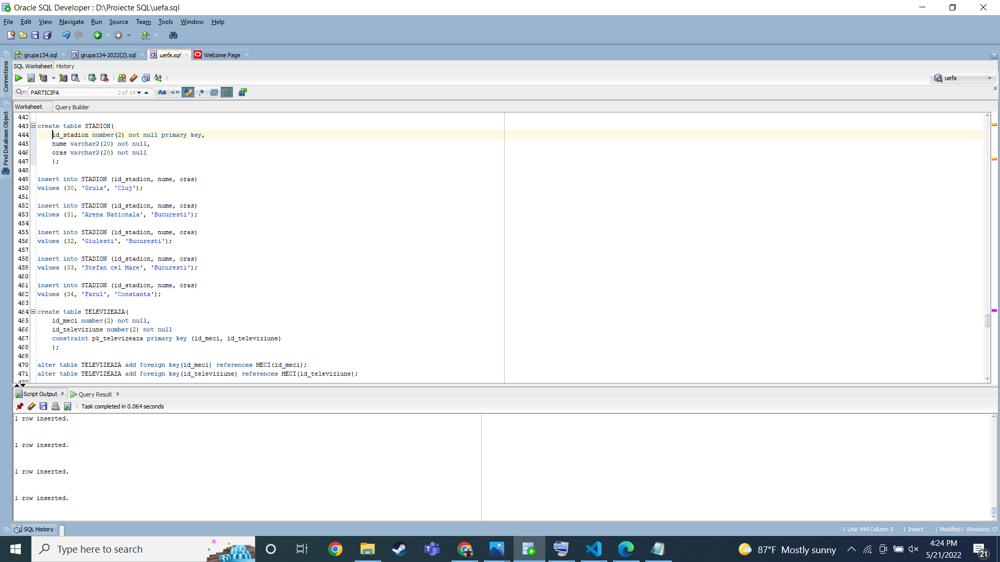 Oracle SQL Developer : D:\Proiecte SQL\uefa.sql
File Edit View Navigate Run Source Team Tools Window Help
grupa134.sql grupa134-2022(2).sql uefa.sql Welcome Page
Connections
Find Database Object
SQL Worksheet History
uefa
PARTICIPA 2 of 14 Aa
Worksheet Query Builder
442
443 create table STADION(
444 id_stadion number(2) not null primary key,
445 nume varchar2(20) not null,
446 oras varchar2(20) not null
447 );
448
449 insert into STADION (id_stadion, nume, oras)
450 values (30, 'Gruia', 'Cluj');
451
452 insert into STADION (id_stadion, nume, oras)
453 values (31, 'Arena Nationala', 'Bucuresti');
454
455 insert into STADION (id_stadion, nume, oras)
456 values (32, 'Giulesti', 'Bucuresti');
457
458 insert into STADION (id_stadion, nume, oras)
459 values (33, 'Stefan cel Mare', 'Bucuresti');
460
461 insert into STADION (id_stadion, nume, oras)
462 values (34, 'Farul', 'Constanta');
463
464 create table TELEVIZEAZA(
465 id_meci number(2) not null,
466 id_televiziune number(2) not null
467 constraint pk_televizeaza primary key (id_meci, id_televiziune)
468 );
469
470 alter table TELEVIZEAZA add foreign key(id_meci) references MECI(id_meci);
471 alter table TELEVIZEAZA add foreign key(id_televiziune) references MECI(id_televiziune);
472
Script Output Query Result
Task completed in 0.064 seconds
1 row inserted.
1 row inserted.
1 row inserted.
1 row inserted.
SQL History
Line 444 Column 5 Insert Modified Windows:
Type here to search
87°F Mostly sunny
4:24 PM
5/21/2022
21